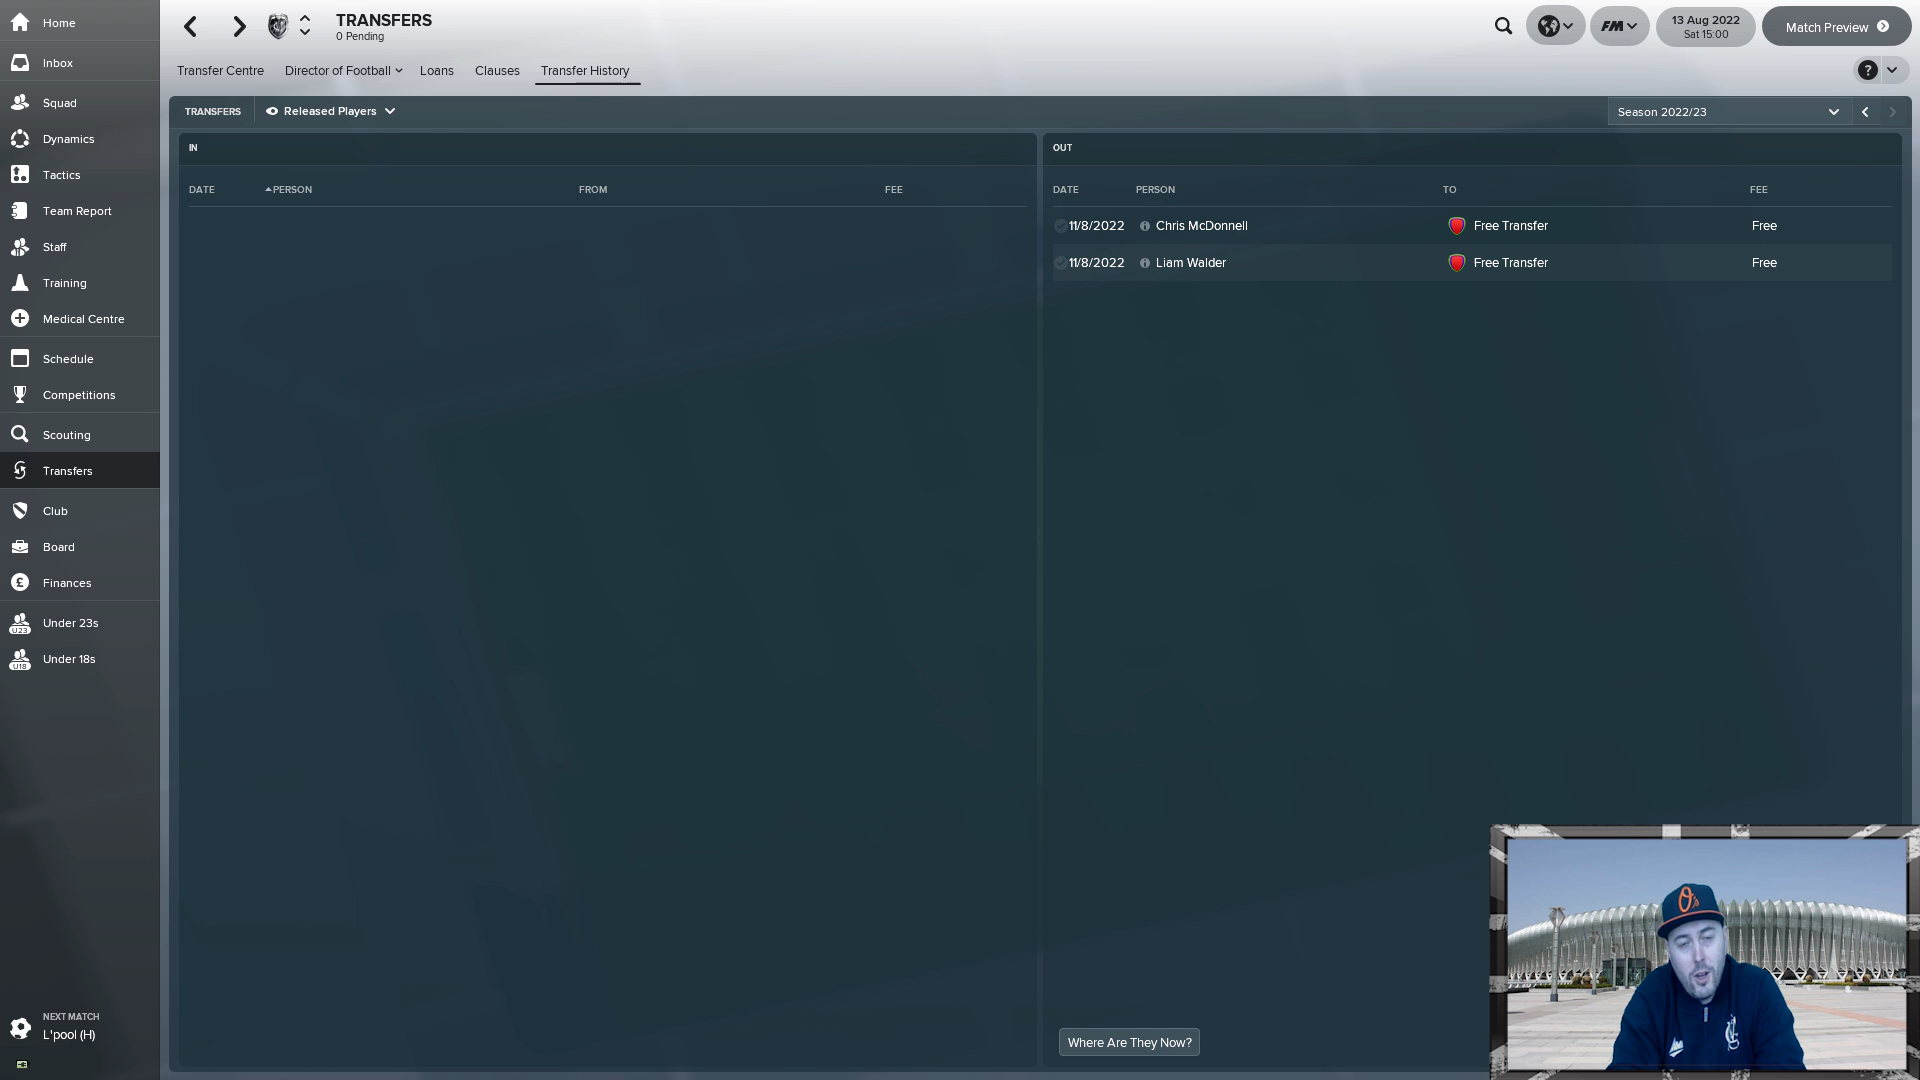 Home
Inbox
Squad
Dynamics
Tactics
Team Report
Staff
Training
Medical Centre
Schedule
Competitions
Scouting
Transfers
Club
Board
Finances
U23
Under 23s
U18
Under 18s
NEXT MATCH
L'pool (H)
TRANSFERS
0 Pending
FM
13 Aug 2022
Sat 15:00
Match Preview
Transfer Centre
Director of Football
Loans
Clauses
Transfer History
?
TRANSFERS
Released Players
Season 2022/23
IN
DATE PERSON FROM FEE
OUT
DATE PERSON TO FEE
11/8/2022 Chris McDonnell Free Transfer Free
11/8/2022 Liam Walder Free Transfer Free
Where Are They Now?
O's